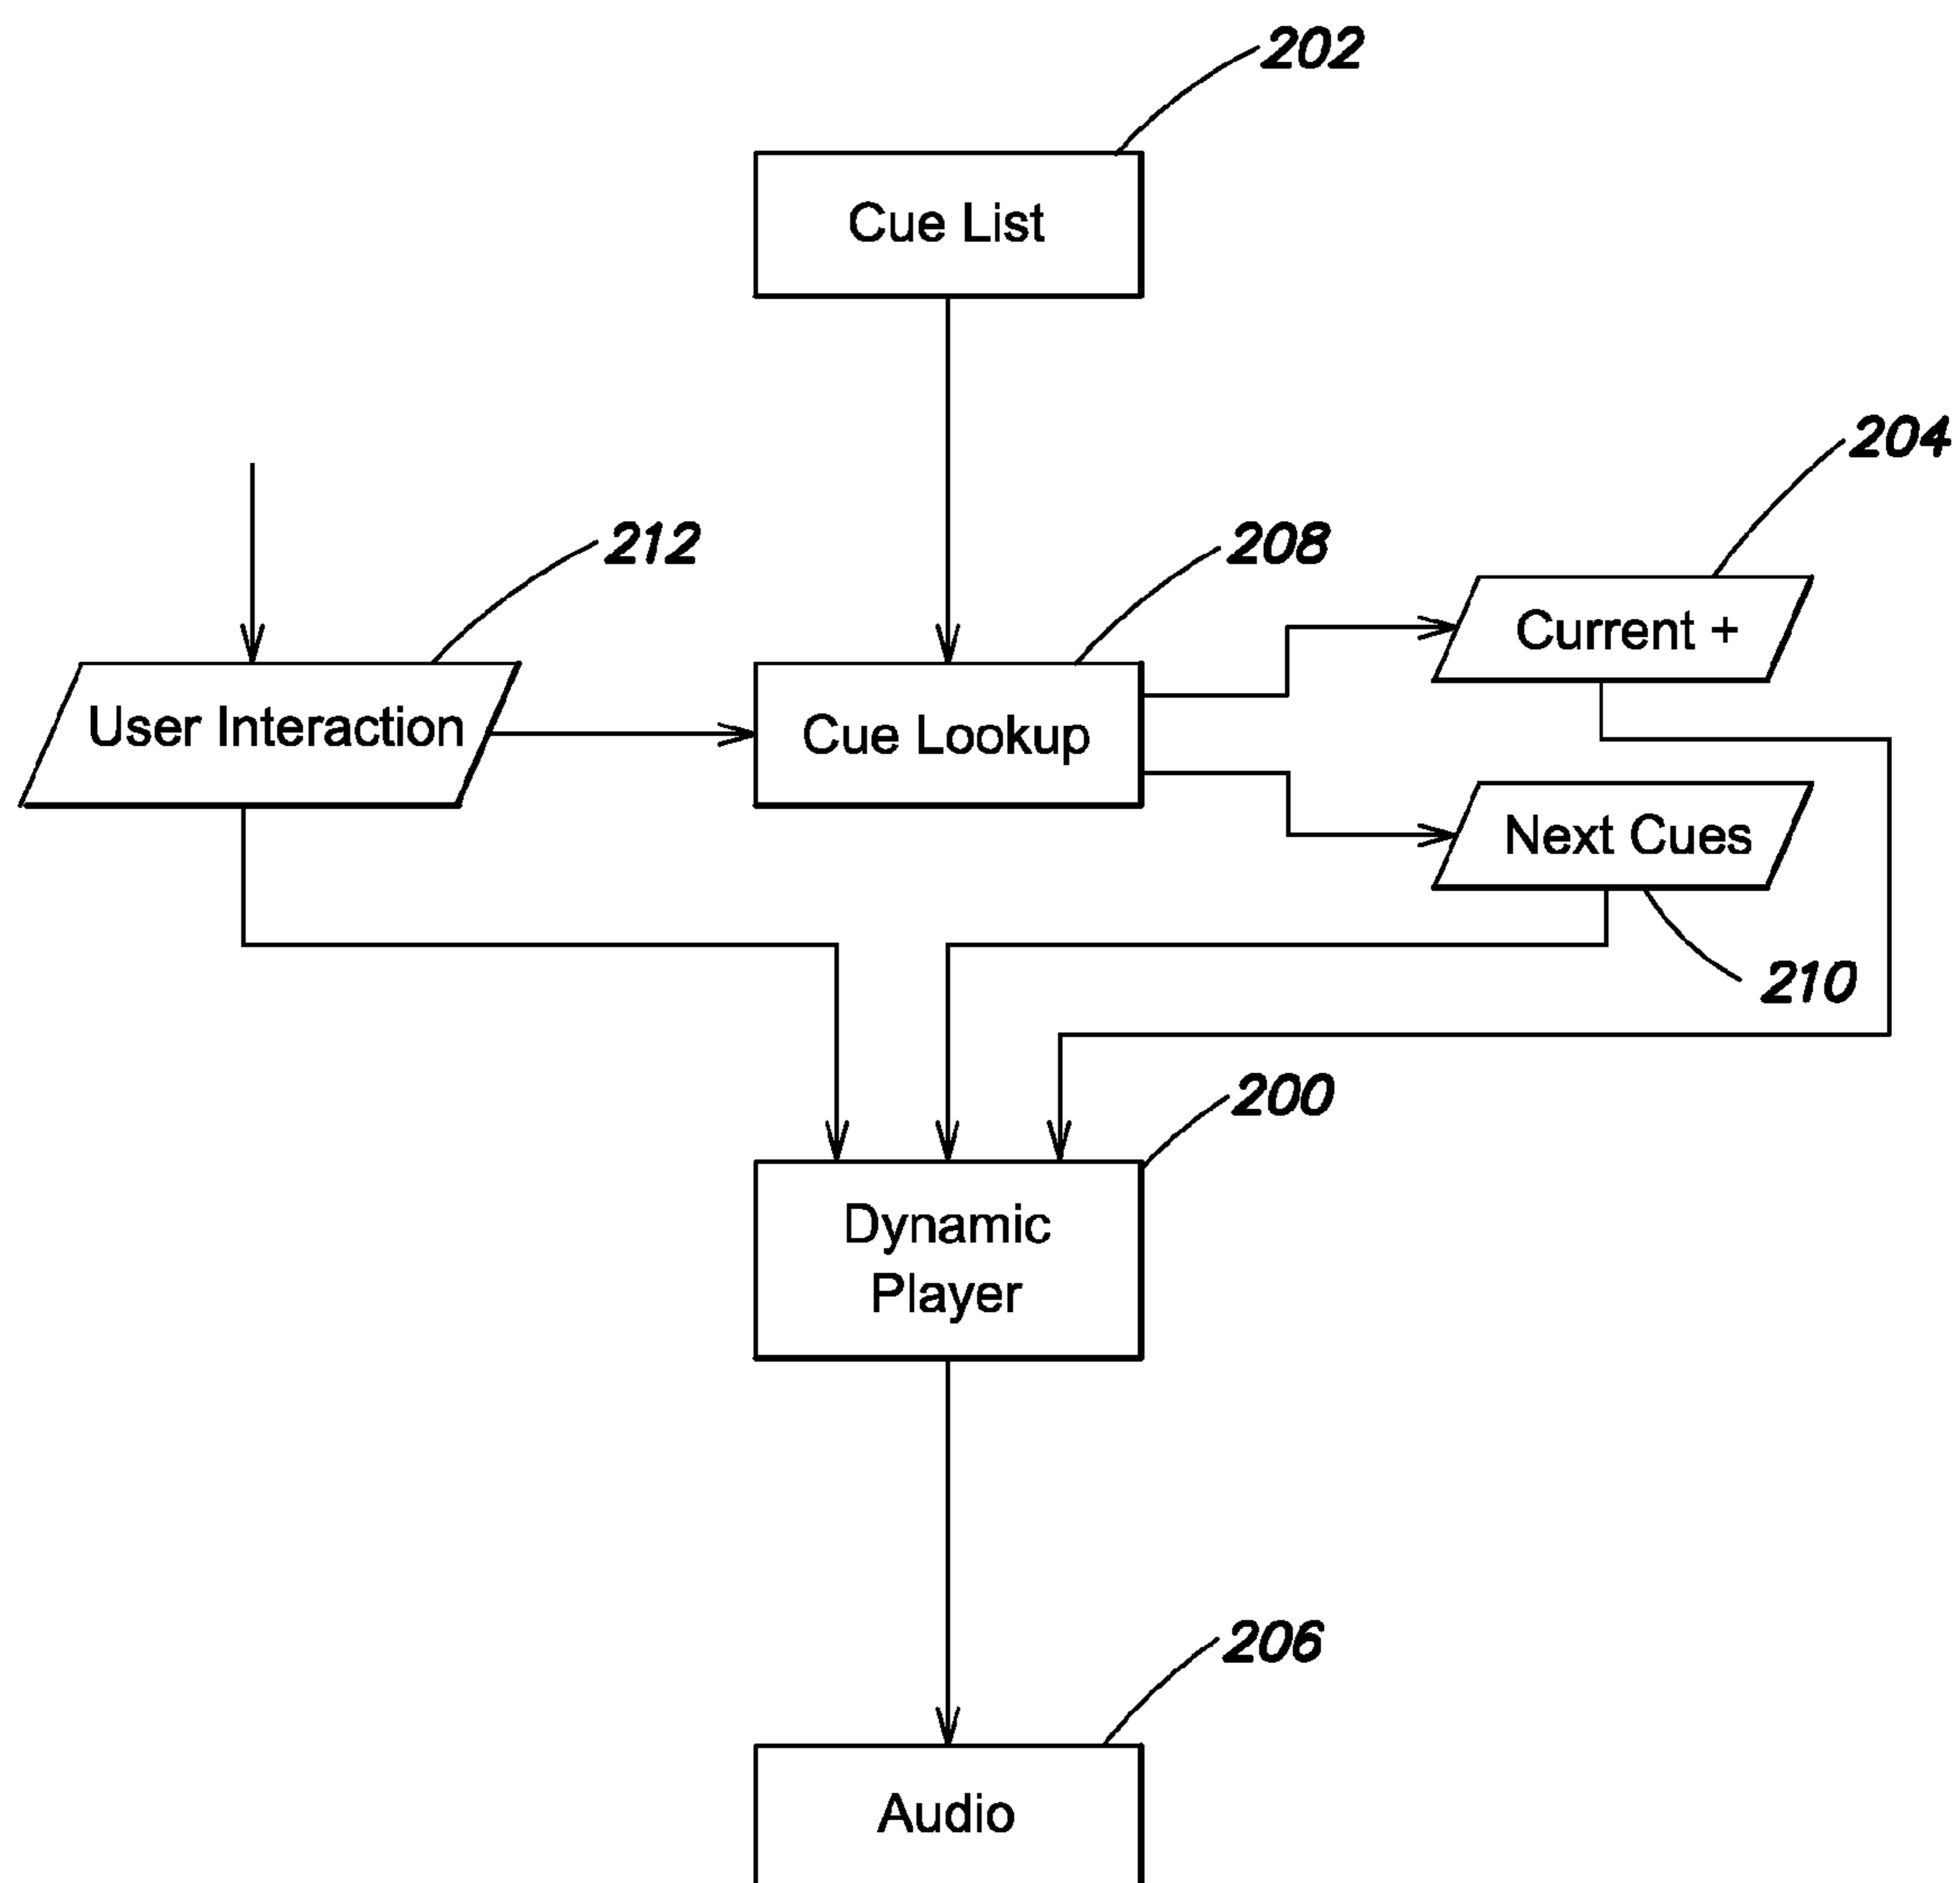 202
Cue List
204
212
208
Current +
User Interaction
Cue Lookup
Next Cues
210
200
Dynamic
Player
206
Audio